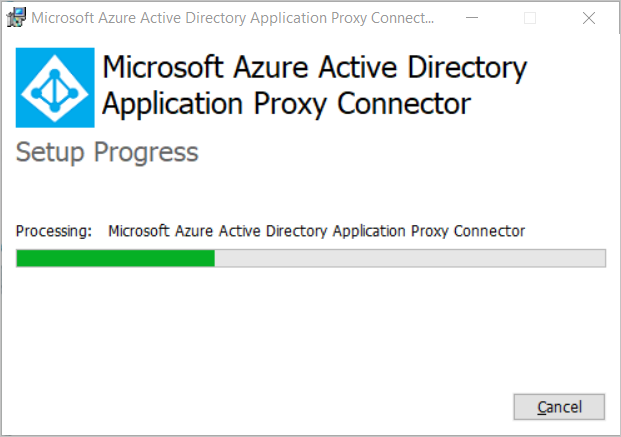 Microsoft Azure Active Directory Application Proxy Connect...
Microsoft Azure Active Directory
Application Proxy Connector
Setup Progress
Processing: Microsoft Azure Active Directory Application Proxy Connector
Cancel